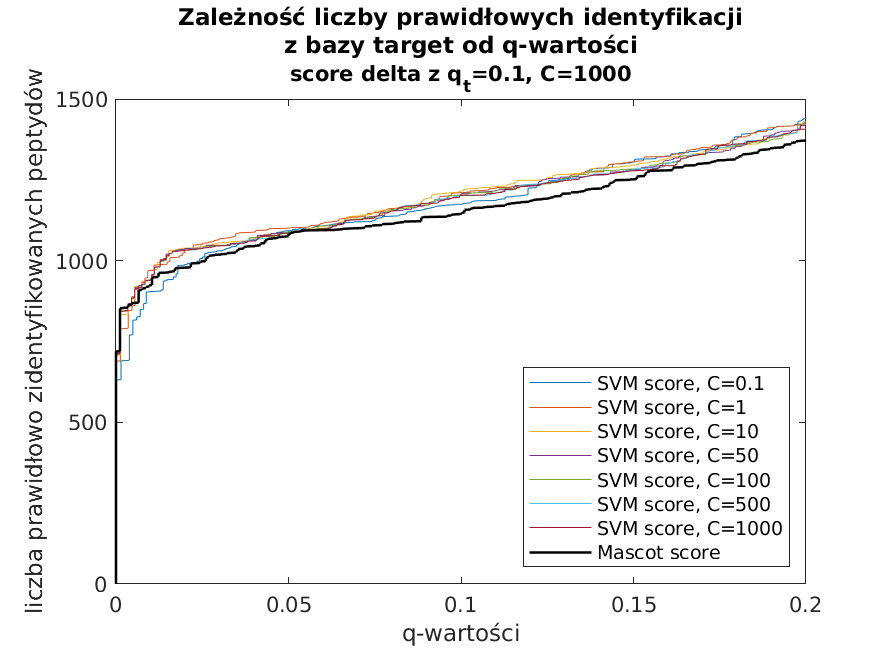 Zależność liczby prawidłowych identyfikacji
z bazy target od q-wartości
score delta z qt=0.1, C=1000
liczba prawidłowo zidentyfikowanych peptydów
1500
1000
500
0
0 0.05 0.1 0.15 0.2
q-wartości
SVM score, C=0.1
SVM score, C=1
SVM score, C=10
SVM score, C=50
SVM score, C=100
SVM score, C=500
SVM score, C=1000
Mascot score